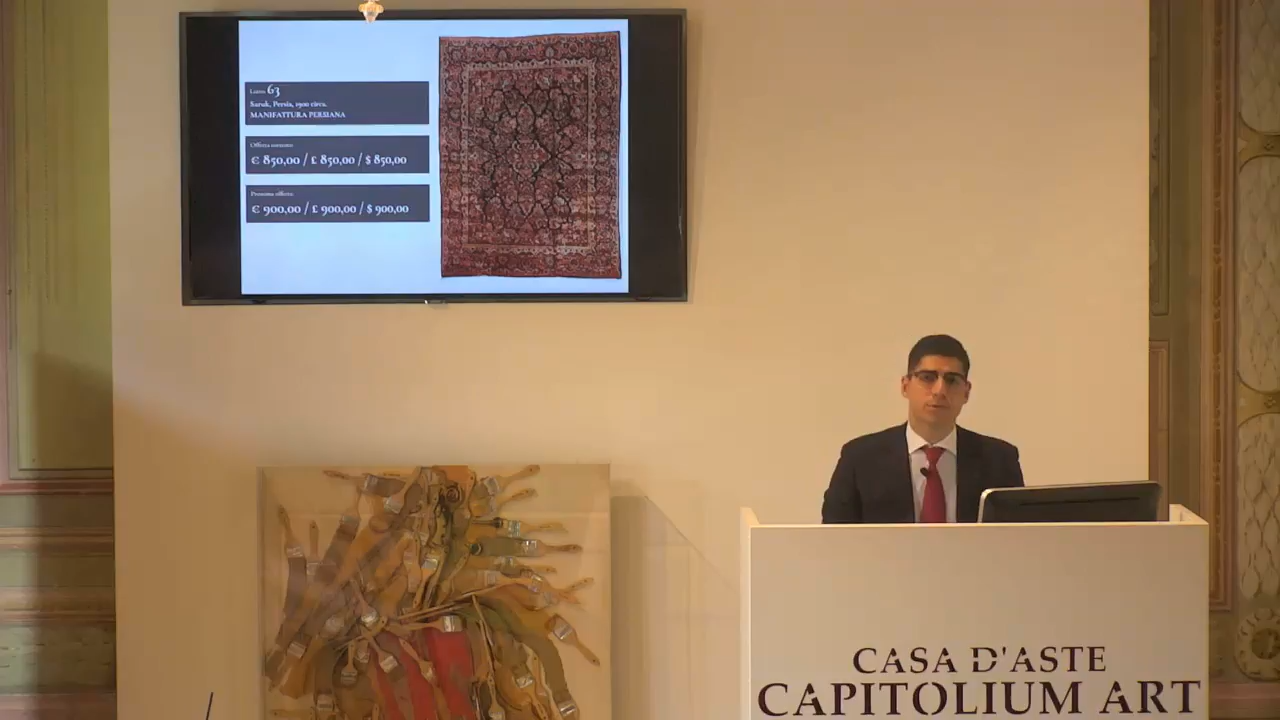 Lotto 63
Saruk, Persia, 1900 circa.
MANIFATTURA PERSIANA
Offerta corrente:
€ 850,00 / £ 850,00 / $ 850,00
Prossima offerta:
€ 900,00 / £ 900,00 / $ 900,00
CASA D'ASTE
CAPITOLIUM ART